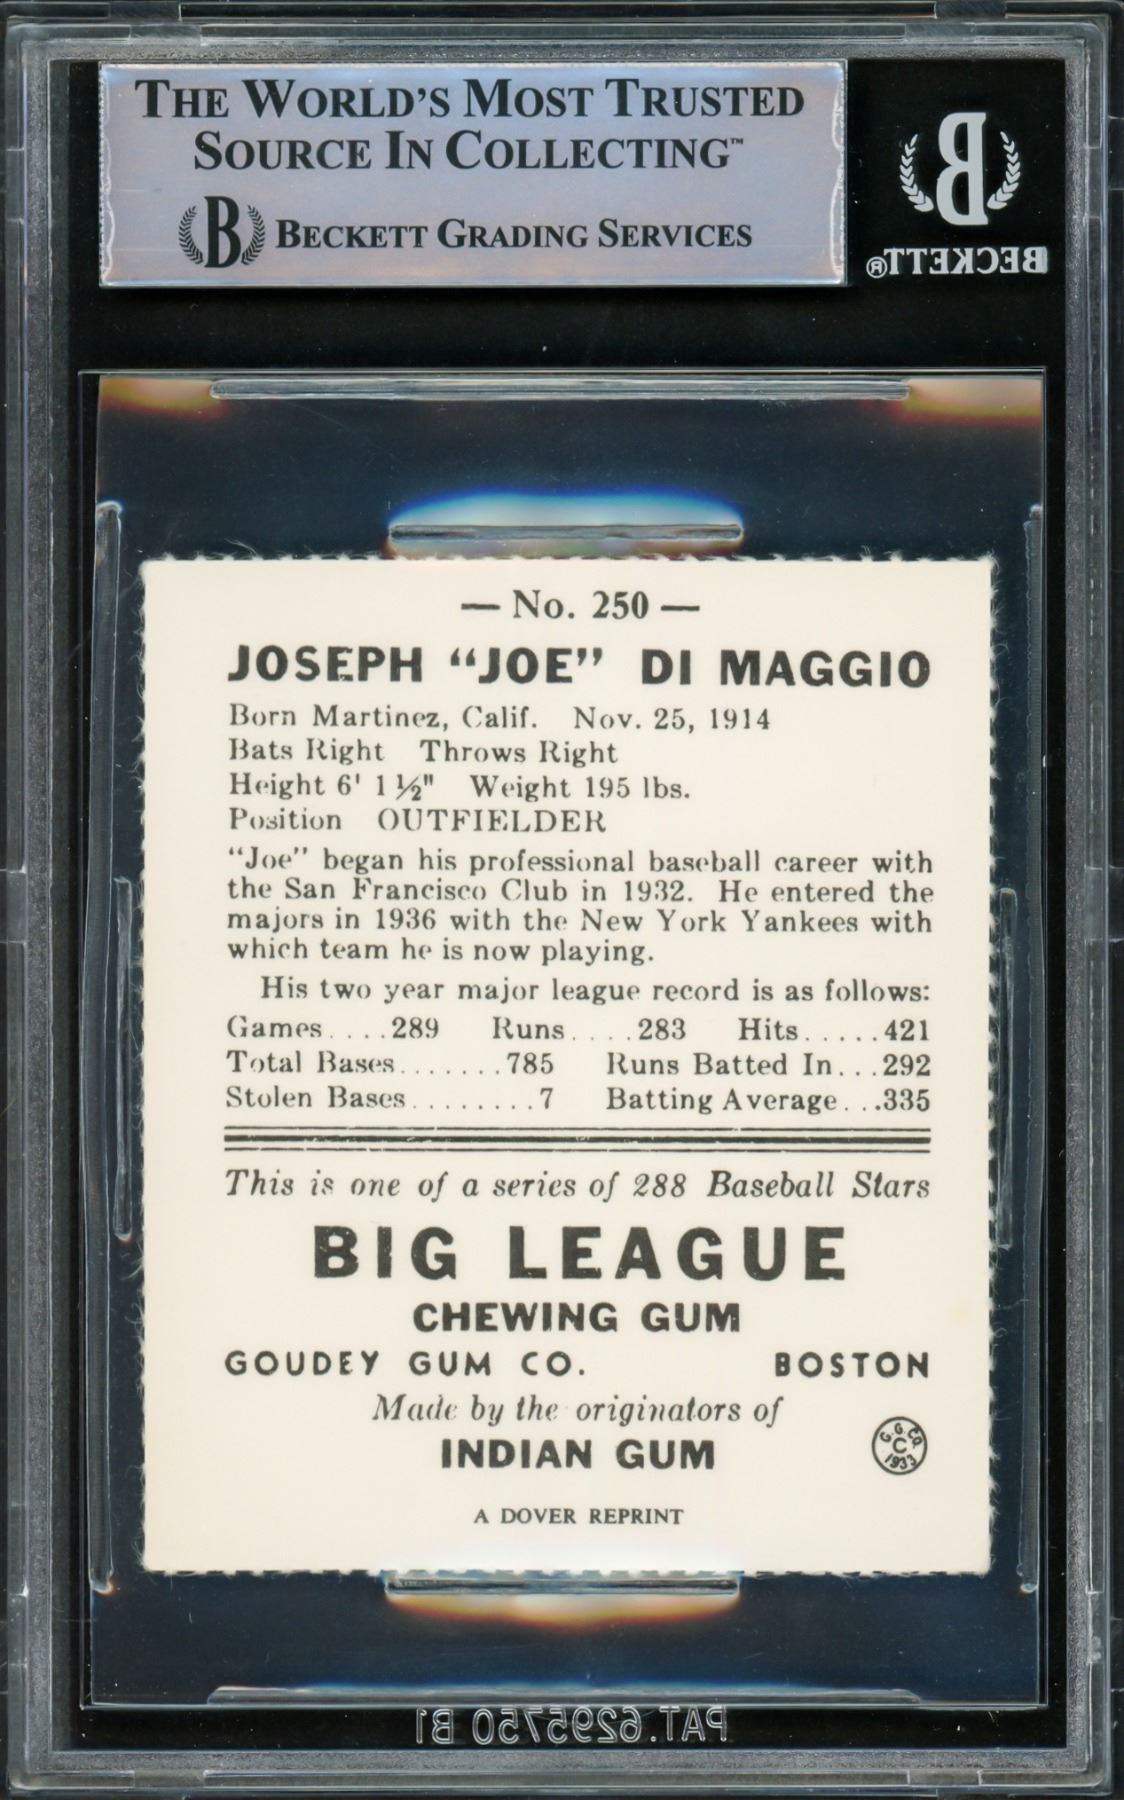 THE WORLD'S MOST TRUSTED
SOURCE IN COLLECTING™
B BECKETT GRADING SERVICES
B
BECKETT®
— No. 250 —
JOSEPH “JOE” DI MAGGIO
Born Martinez, Calif. Nov. 25, 1914
Bats Right Throws Right
Height 6' 1 ½" Weight 195 lbs.
Position OUTFIELDER
“Joe” began his professional baseball career with
the San Francisco Club in 1932. He entered the
majors in 1936 with the New York Yankees with
which team he is now playing.
His two year major league record is as follows:
Games....289 Runs....283 Hits.....421
Total Bases.......785 Runs Batted In...292
Stolen Bases........7 Batting Average...335
This is one of a series of 288 Baseball Stars
BIG LEAGUE
CHEWING GUM
GOUDEY GUM CO. BOSTON
Made by the originators of
INDIAN GUM
G.G.CO.
C
1933
A DOVER REPRINT
PAT.6295750 B1